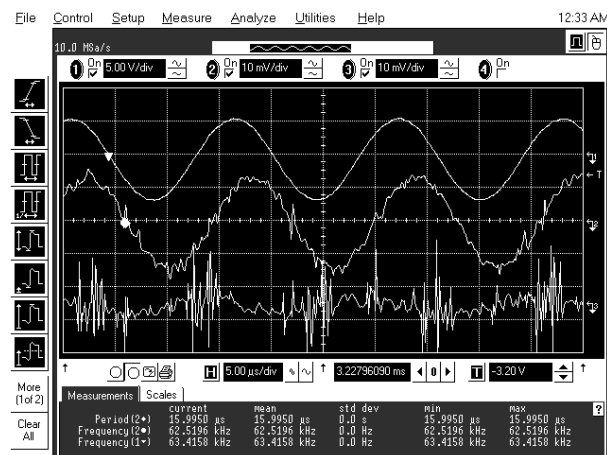 File Control Setup Measure Analyze Utilities Help 12:33 AM
10.0 MSa/s
1 On 5.00 V/div 2 On 10 mV/div 3 On 10 mV/div 4 On
T
H 5.00 µs/div 3.22796090 ms 0 T -3.20 V
More
(1of 2)
Clear
All
Measurements Scales ?
current mean std dev min max
Period(2) 15.9950 µs 15.9950 µs 0.0 s 15.9950 µs 15.9950 µs
Frequency(2) 62.5196 kHz 62.5196 kHz 0.0 Hz 62.5196 kHz 62.5196 kHz
Frequency(1) 63.4158 kHz 63.4158 kHz 0.0 Hz 63.4158 kHz 63.4158 kHz